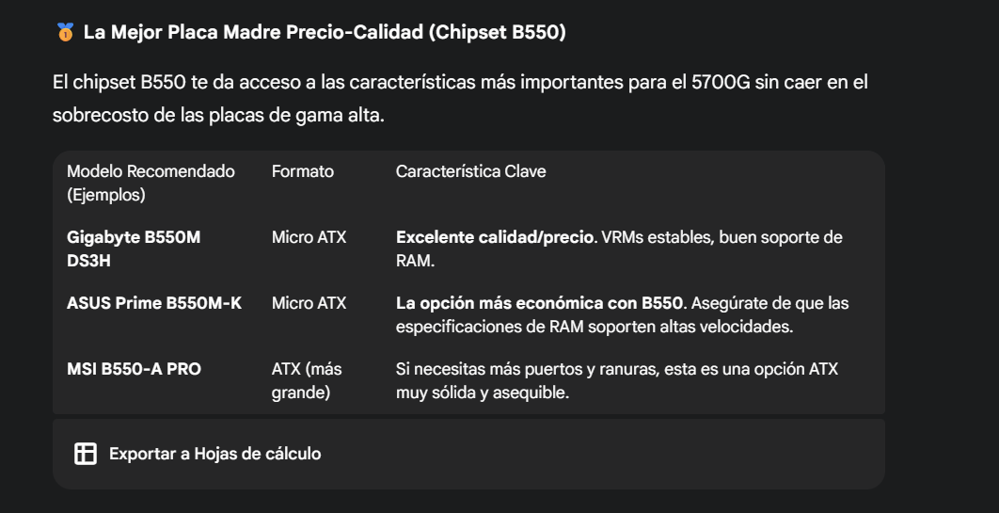 La Mejor Placa Madre Precio-Calidad (Chipset B550)
El chipset B550 te da acceso a las características más importantes para el 5700G sin caer en el
sobrecosto de las placas de gama alta.
Modelo Recomendado
(Ejemplos)
Formato
Característica Clave
Gigabyte B550M
DS3H
Micro ATX
Excelente calidad/precio. VRMs estables, buen soporte de
RAM.
ASUS Prime B550M-K
Micro ATX
La opción más económica con B550. Asegúrate de que las
especificaciones de RAM soporten altas velocidades.
MSI B550-A PRO
ATX (más
grande)
Si necesitas más puertos y ranuras, esta es una opción ATX
muy sólida y asequible.
Exportar a Hojas de cálculo